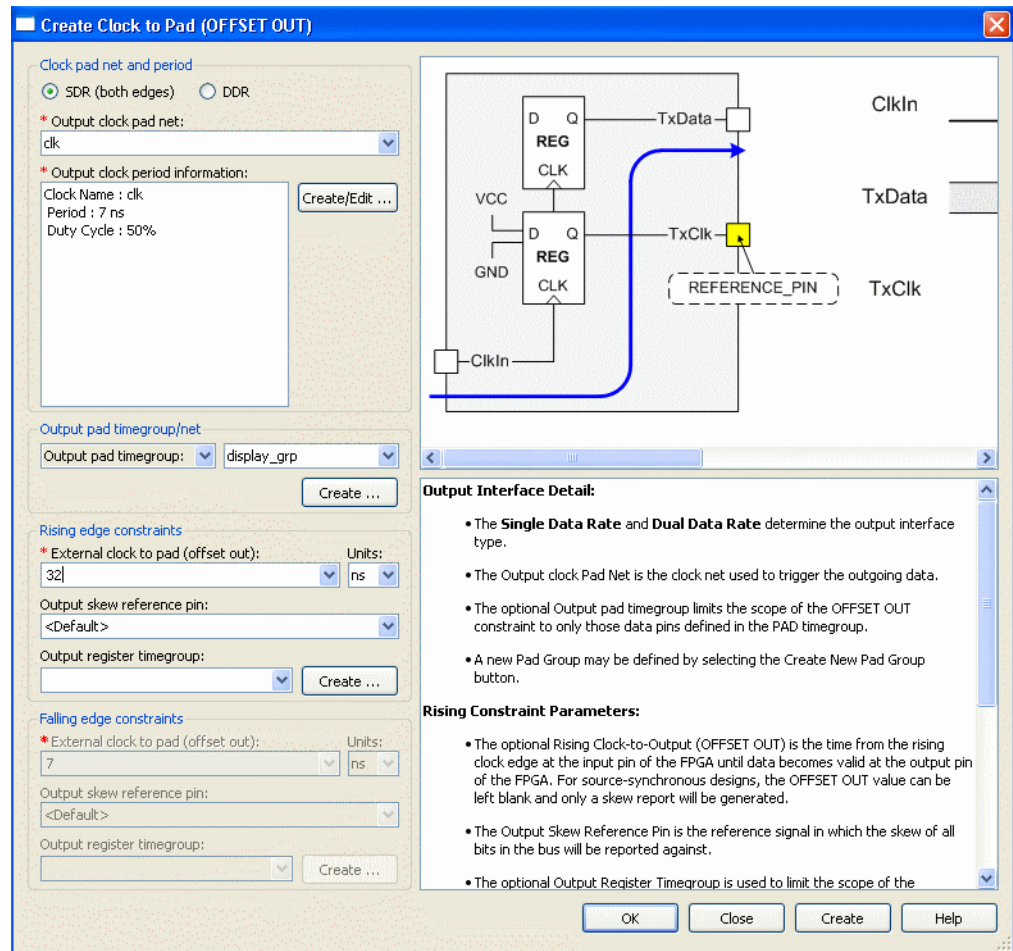 Create Clock to Pad (OFFSET OUT)
Clock pad net and period
SDR (both edges)
DDR
* Output clock pad net:
clk
* Output clock period information:
Clock Name : clk
Period : 7 ns
Duty Cycle : 50%
Create/Edit ...
Output pad timegroup/net
Output pad timegroup:
display_grp
Create ...
Rising edge constraints
* External clock to pad (offset out):
Units:
32
ns
Output skew reference pin:
<Default>
Output register timegroup:
Create ...
Falling edge constraints
* External clock to pad (offset out):
Units:
7
ns
Output skew reference pin:
<Default>
Output register timegroup:
Create ...
D Q
REG
CLK
TxData
VCC
GND
D Q
REG
CLK
TxClk
REFERENCE_PIN
ClkIn
ClkIn
TxData
TxClk
Output Interface Detail:
• The Single Data Rate and Dual Data Rate determine the output interface
type.
• The Output clock Pad Net is the clock net used to trigger the outgoing data.
• The optional Output pad timegroup limits the scope of the OFFSET OUT
constraint to only those data pins defined in the PAD timegroup.
• A new Pad Group may be defined by selecting the Create New Pad Group
button.
Rising Constraint Parameters:
• The optional Rising Clock-to-Output (OFFSET OUT) is the time from the rising
clock edge at the input pin of the FPGA until data becomes valid at the output pin
of the FPGA. For source-synchronous designs, the OFFSET OUT value can be
left blank and only a skew report will be generated.
• The Output Skew Reference Pin is the reference signal in which the skew of all
bits in the bus will be reported against.
• The optional Output Register Timegroup is used to limit the scope of the
OK
Close
Create
Help